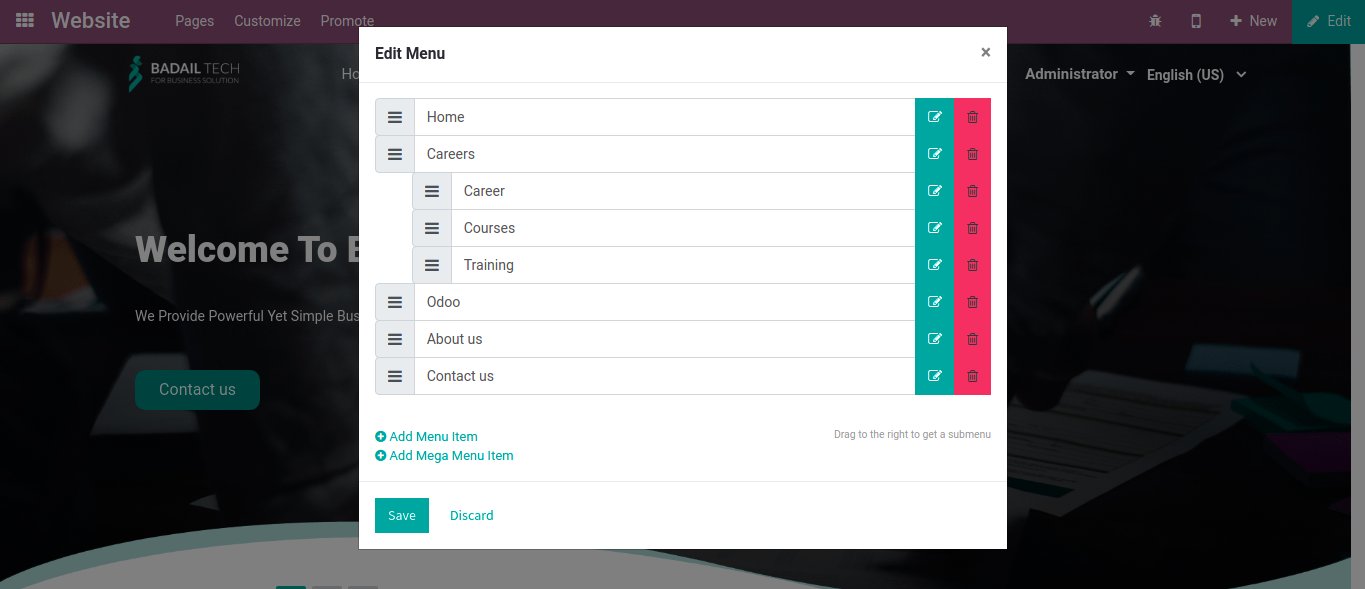 Website Pages Customize Promote New Edit
Edit Menu ×
BADAIL TECH
FOR BUSINESS SOLUTION
Ho
Administrator English (US)
Home
Careers
Career
Courses
Training
Odoo
About us
Contact us
Welcome To
We Provide Powerful Yet Simple Bus
Contact us
Add Menu Item
Drag to the right to get a submenu
Add Mega Menu Item
Save Discard